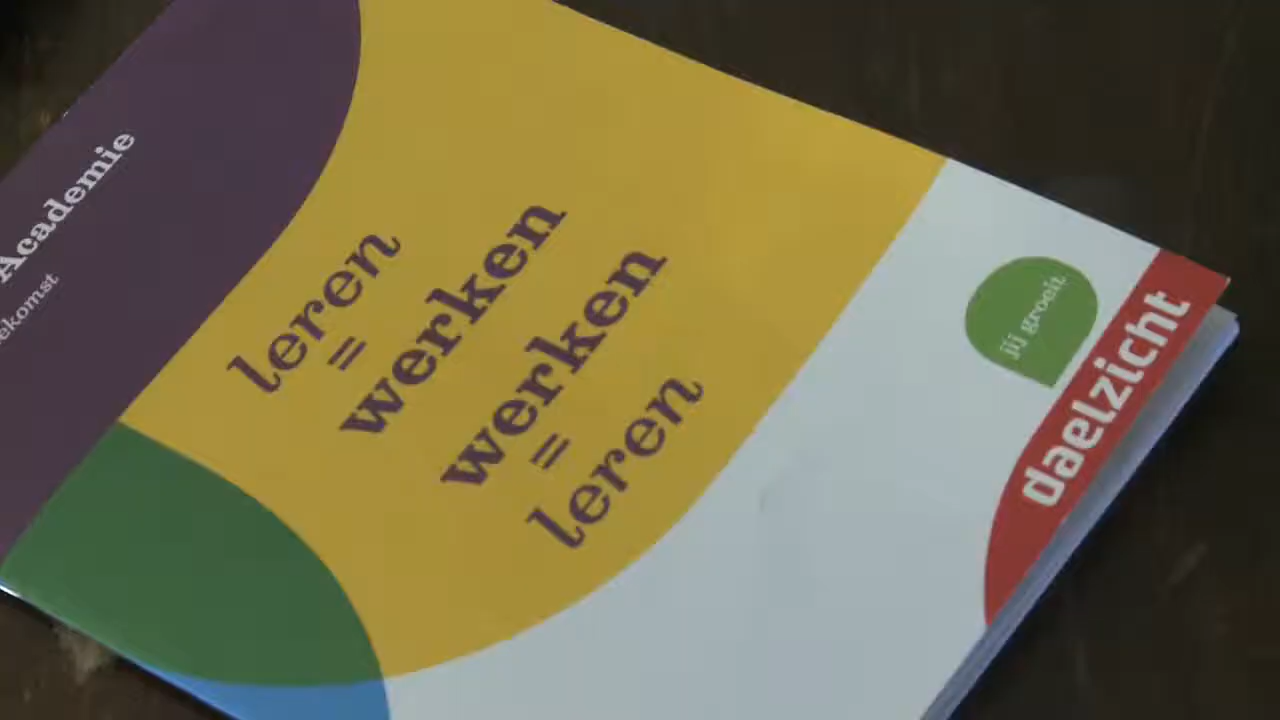 Academie
leren
=
werken
werken
=
leren
jij groeit.
daelzicht